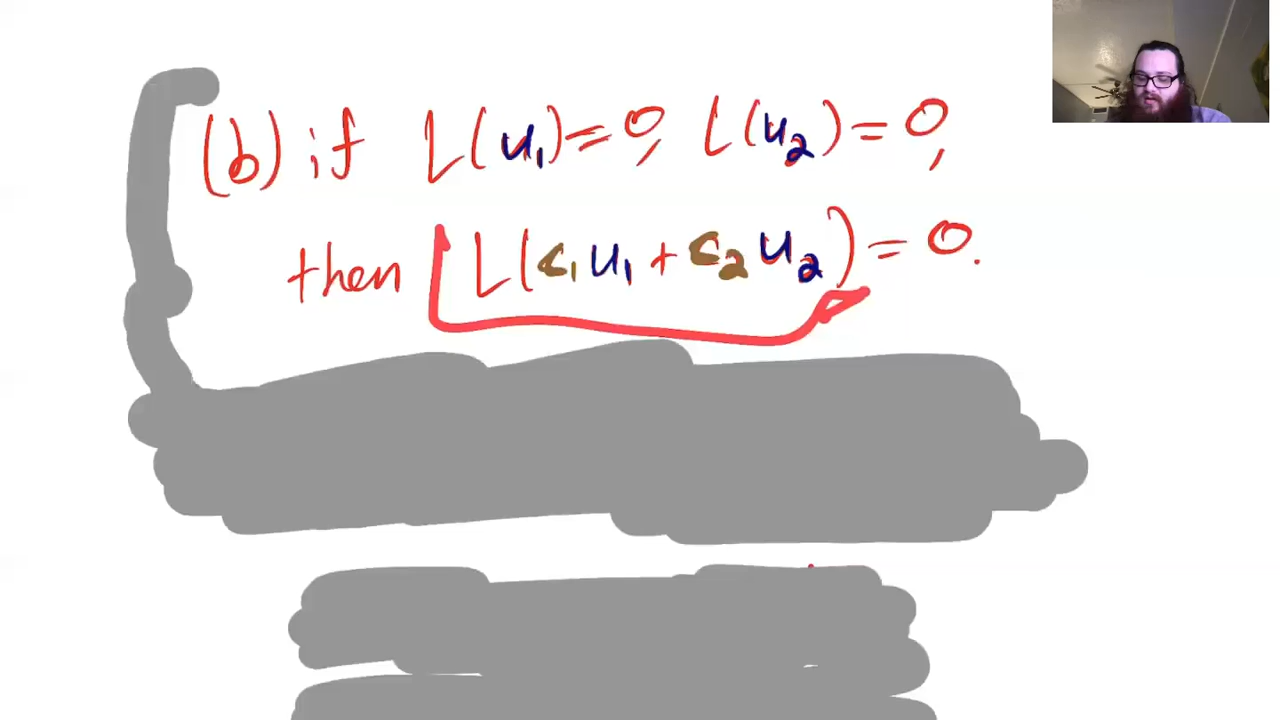 (b) if L(u₁)=0, L(u₂)=0,
then L(c₁u₁+c₂u₂)=0.